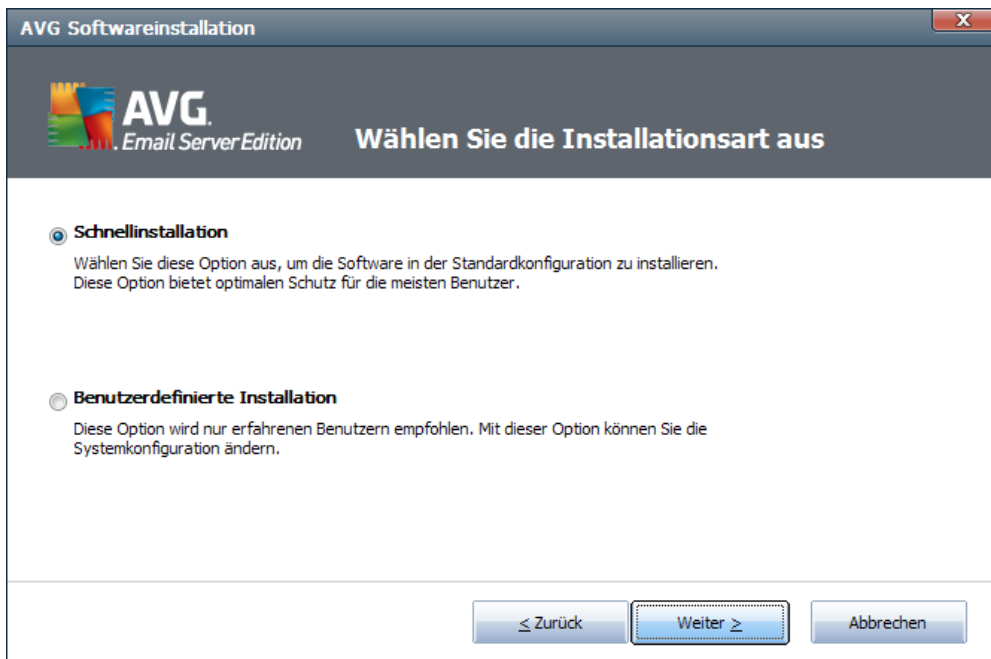 AVG Softwareinstallation
X
AVG.
Email Server Edition
Wählen Sie die Installationsart aus
Schnellinstallation
Wählen Sie diese Option aus, um die Software in der Standardkonfiguration zu installieren.
Diese Option bietet optimalen Schutz für die meisten Benutzer.
Benutzerdefinierte Installation
Diese Option wird nur erfahrenen Benutzern empfohlen. Mit dieser Option können Sie die
Systemkonfiguration ändern.
< Zurück
Weiter >
Abbrechen